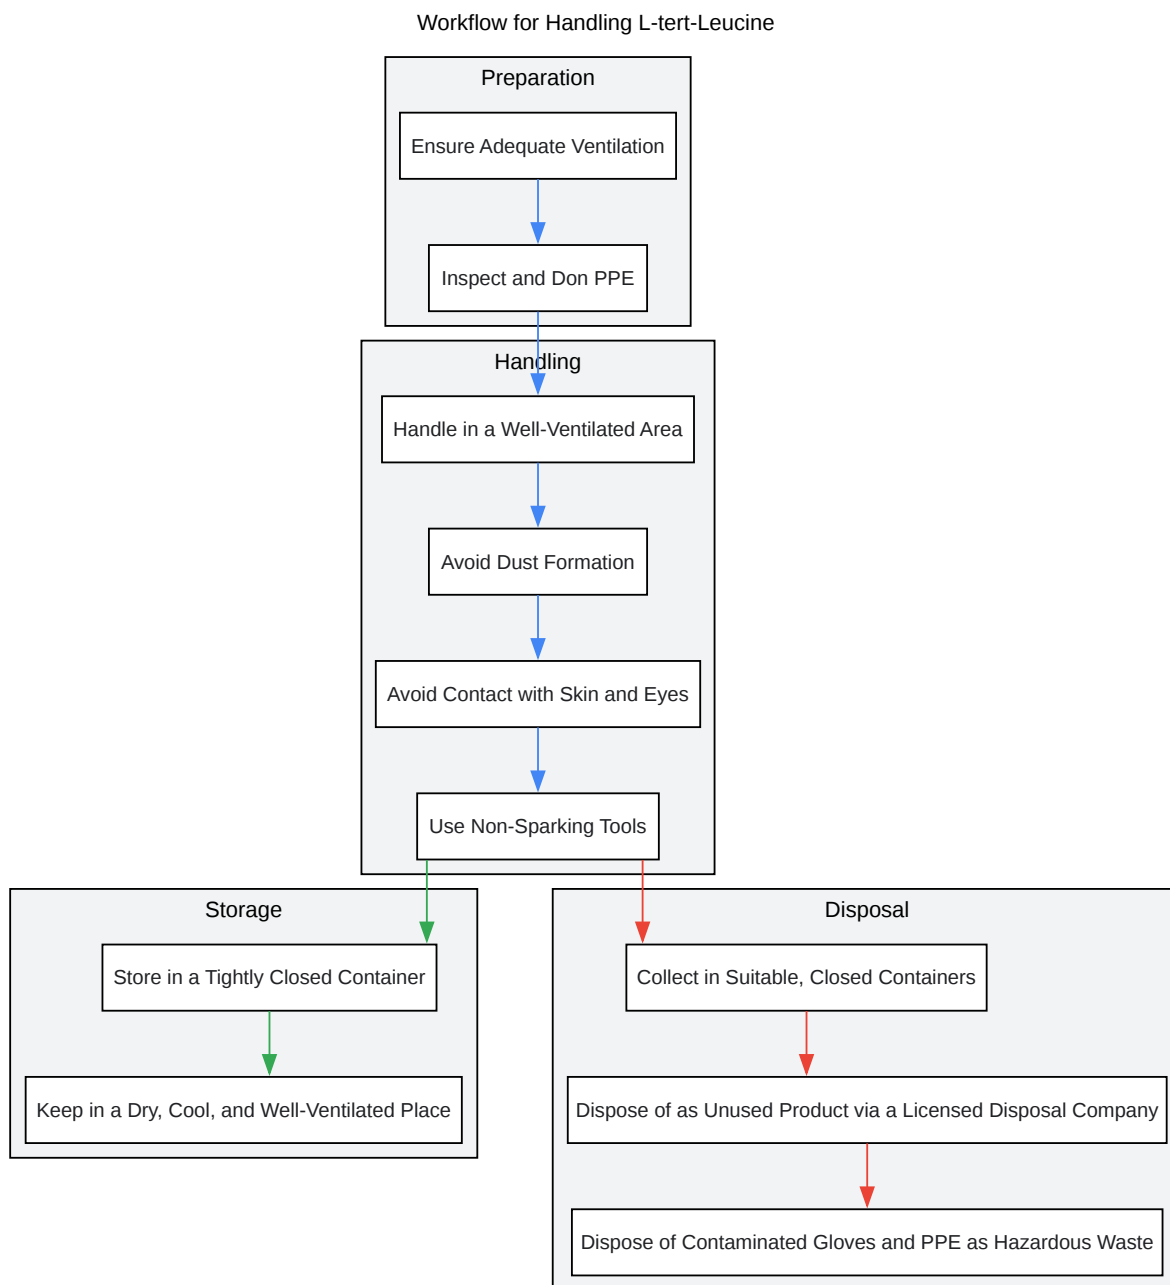 Workflow for Handling L-tert-Leucine
Preparation
Ensure Adequate Ventilation
Inspect and Don PPE
Handling
Handle in a Well-Ventilated Area
Avoid Dust Formation
Avoid Contact with Skin and Eyes
Use Non-Sparking Tools
Storage
Store in a Tightly Closed Container
Keep in a Dry, Cool, and Well-Ventilated Place
Disposal
Collect in Suitable, Closed Containers
Dispose of as Unused Product via a Licensed Disposal Company
Dispose of Contaminated Gloves and PPE as Hazardous Waste